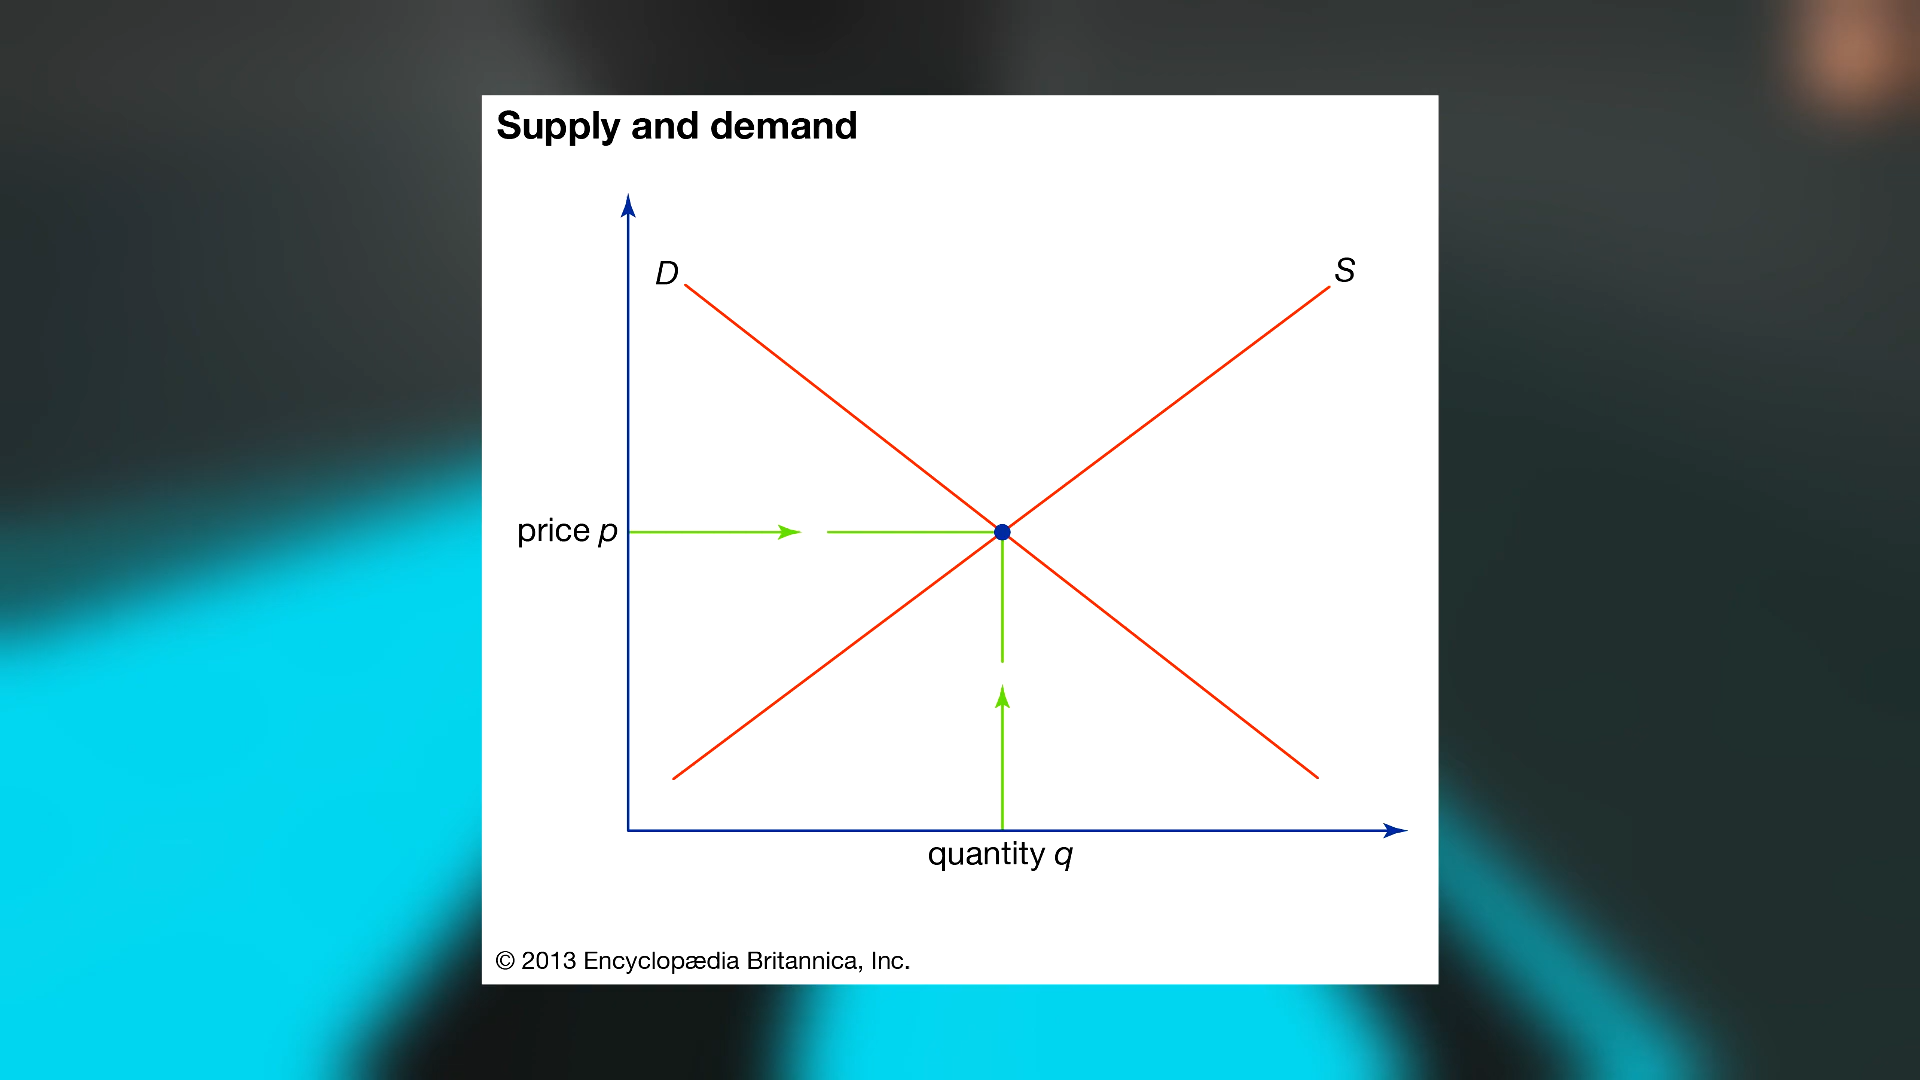 Supply and demand
D
S
price p
quantity q
© 2013 Encyclopædia Britannica, Inc.